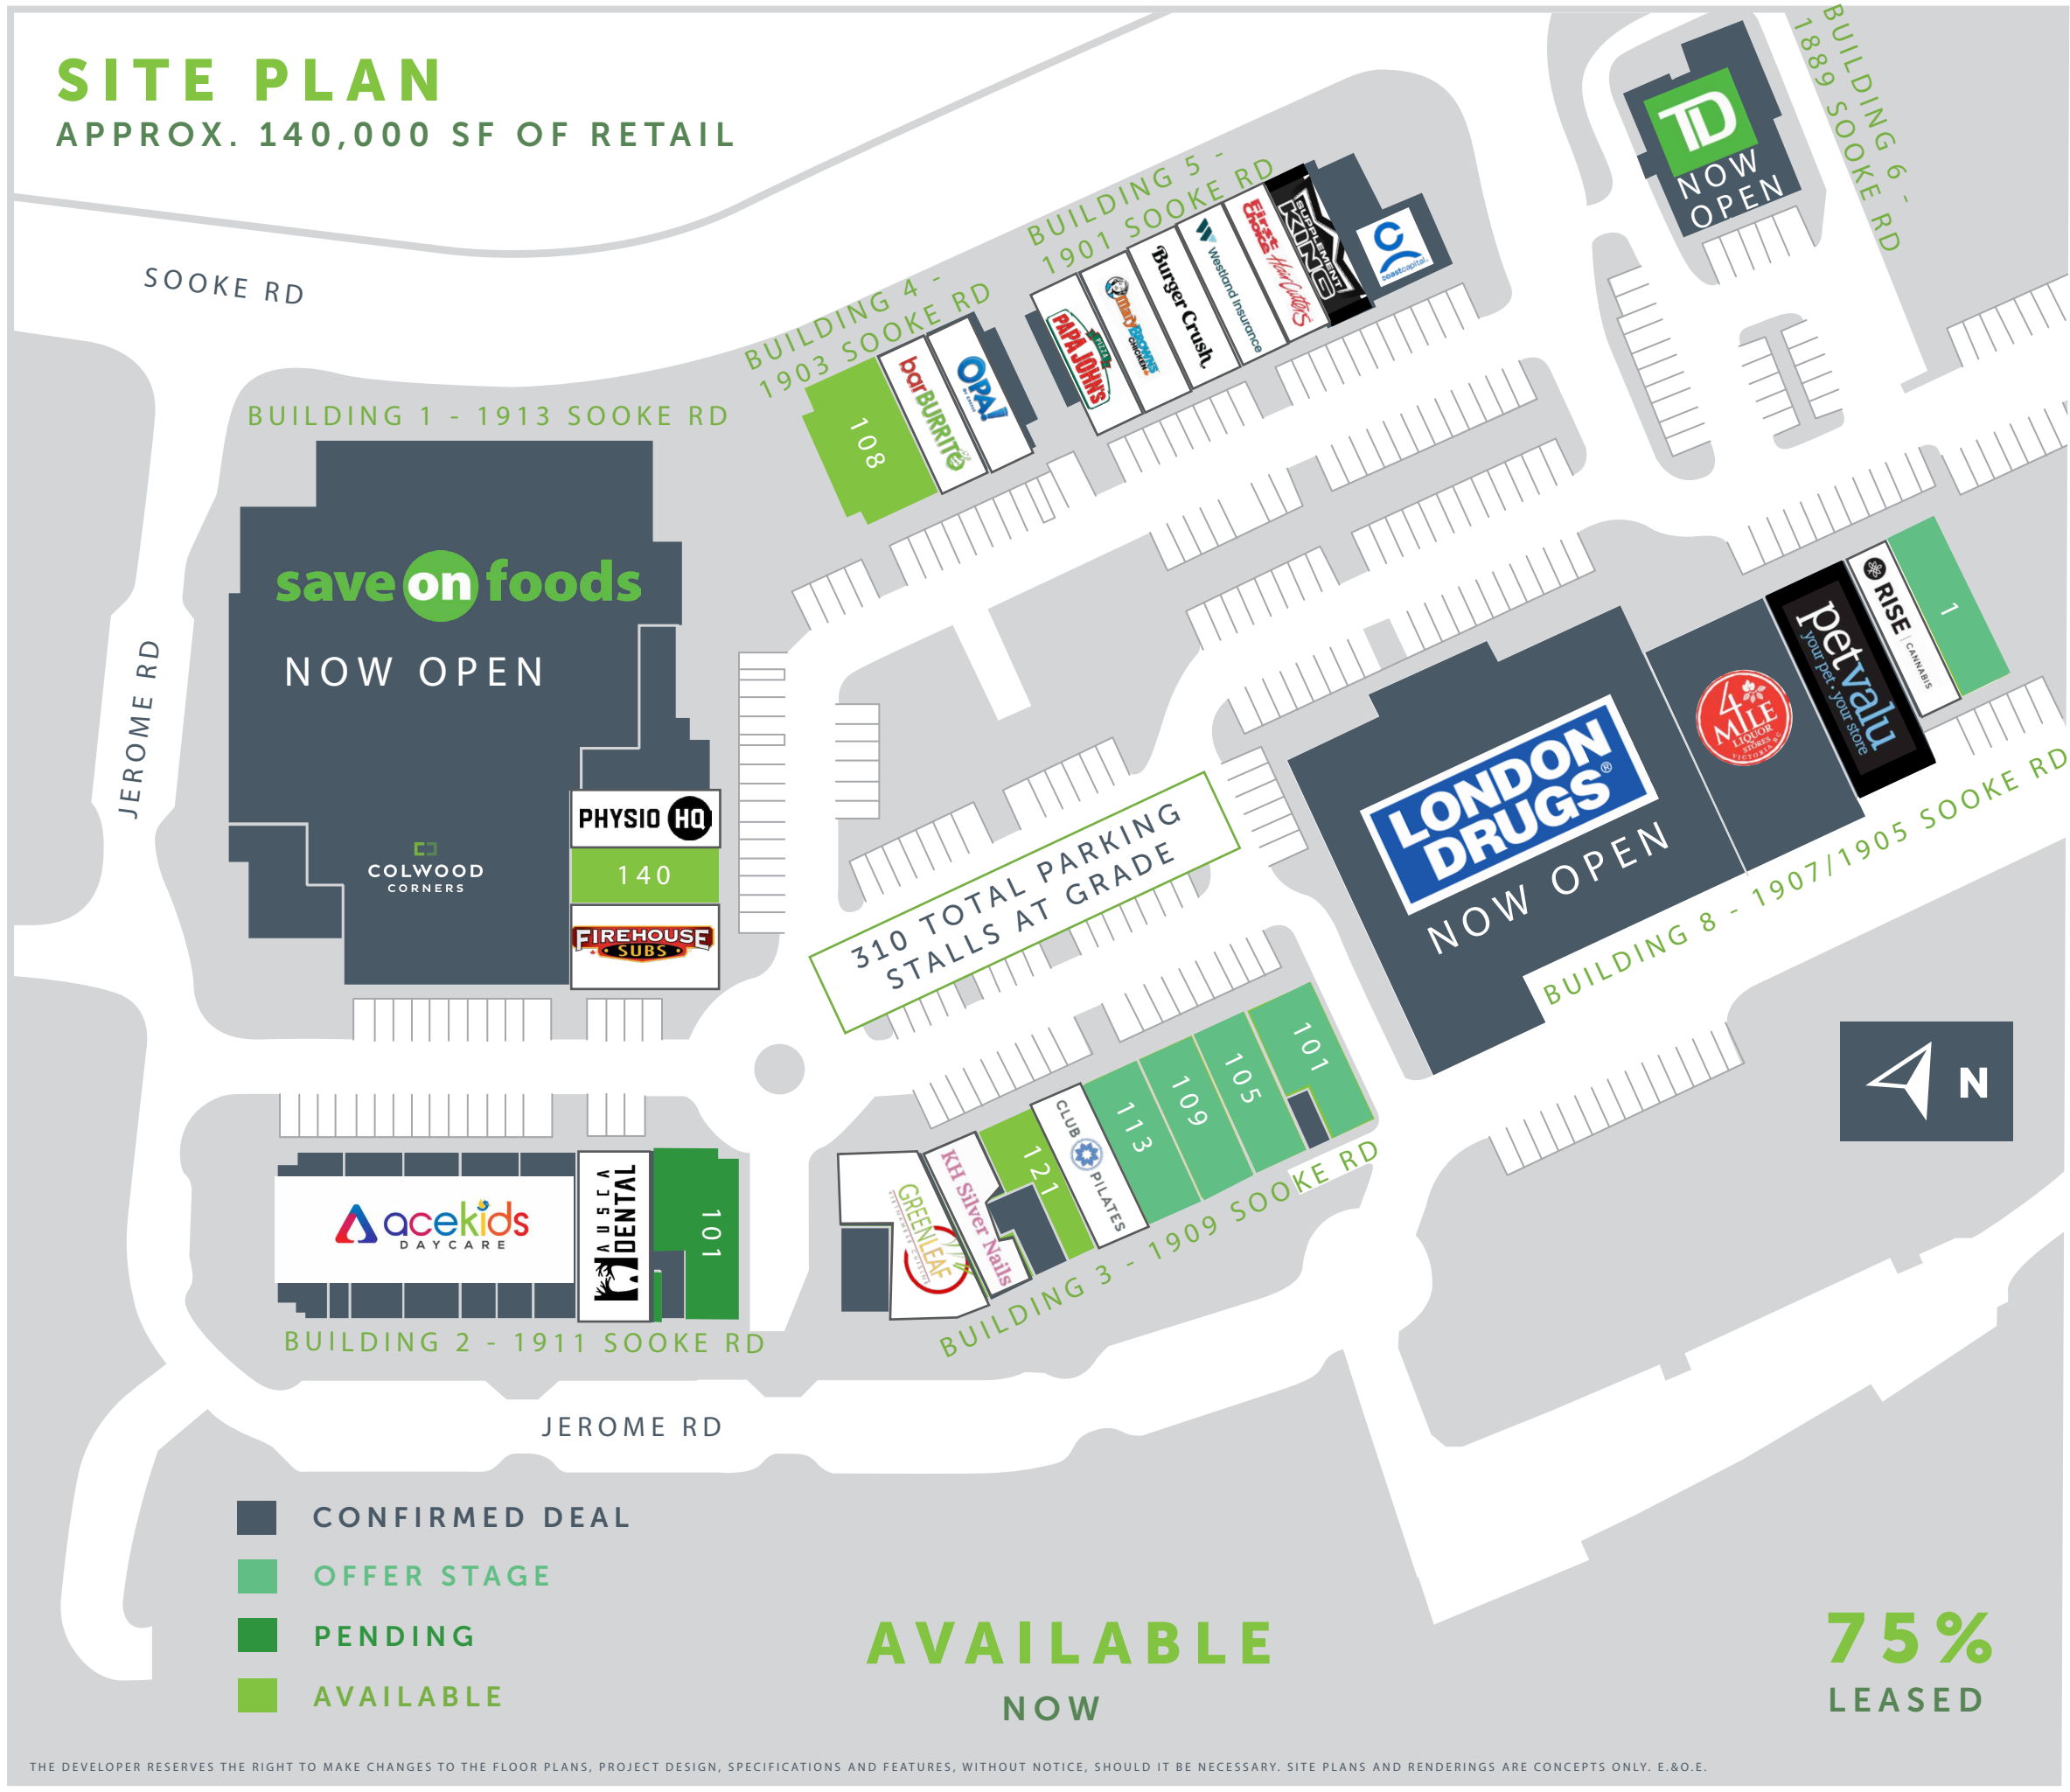 SITE PLAN
APPROX. 140,000 SF OF RETAIL
SOOKE RD
JEROME RD
BUILDING 1 - 1913 SOOKE RD
save on foods
NOW OPEN
COLWOOD
CORNERS
PHYSIO HQ
140
FIREHOUSE
SUBS
BUILDING 4 -
1903 SOOKE RD
108
barBURRITO
OPA!
BUILDING 5 -
1901 SOOKE RD
PAPA JOHN'S
PIZZA
MaryBROWN'S
CHICKEN
Burger Crush
Westland Insurance
First Choice Hair Cutters
SUPPLEMENT
KING
coastcapital
BUILDING 6 -
1889 SOOKE RD
TD
NOW
OPEN
310 TOTAL PARKING
STALLS AT GRADE
LONDON
DRUGS®
NOW OPEN
4
MILE
LIQUOR
STORES
VICTORIA BC
petvalu
your pet · your store
RISE | CANNABIS
1
BUILDING 8 - 1907/1905 SOOKE RD
N
acekids
DAYCARE
DENTAL
101
BUILDING 2 - 1911 SOOKE RD
GREENLEAF
VIETNAMESE CUISINE
KH Silver Nails
121
CLUB PILATES
113
109
105
101
BUILDING 3 - 1909 SOOKE RD
JEROME RD
CONFIRMED DEAL
OFFER STAGE
PENDING
AVAILABLE
AVAILABLE
NOW
75%
LEASED
THE DEVELOPER RESERVES THE RIGHT TO MAKE CHANGES TO THE FLOOR PLANS, PROJECT DESIGN, SPECIFICATIONS AND FEATURES, WITHOUT NOTICE, SHOULD IT BE NECESSARY. SITE PLANS AND RENDERINGS ARE CONCEPTS ONLY. E.&O.E.